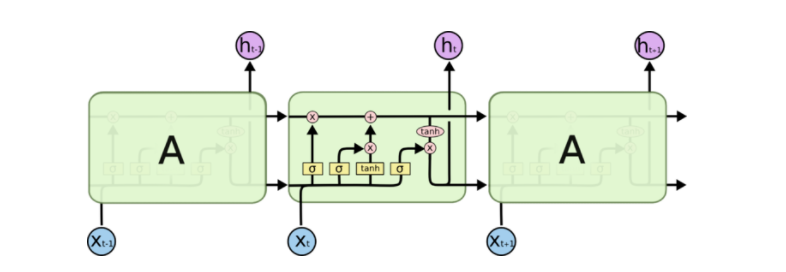 h t-1 h t h t+1
x + tanh
A x x A
σ σ tanh σ
X t-1 X t X t+1